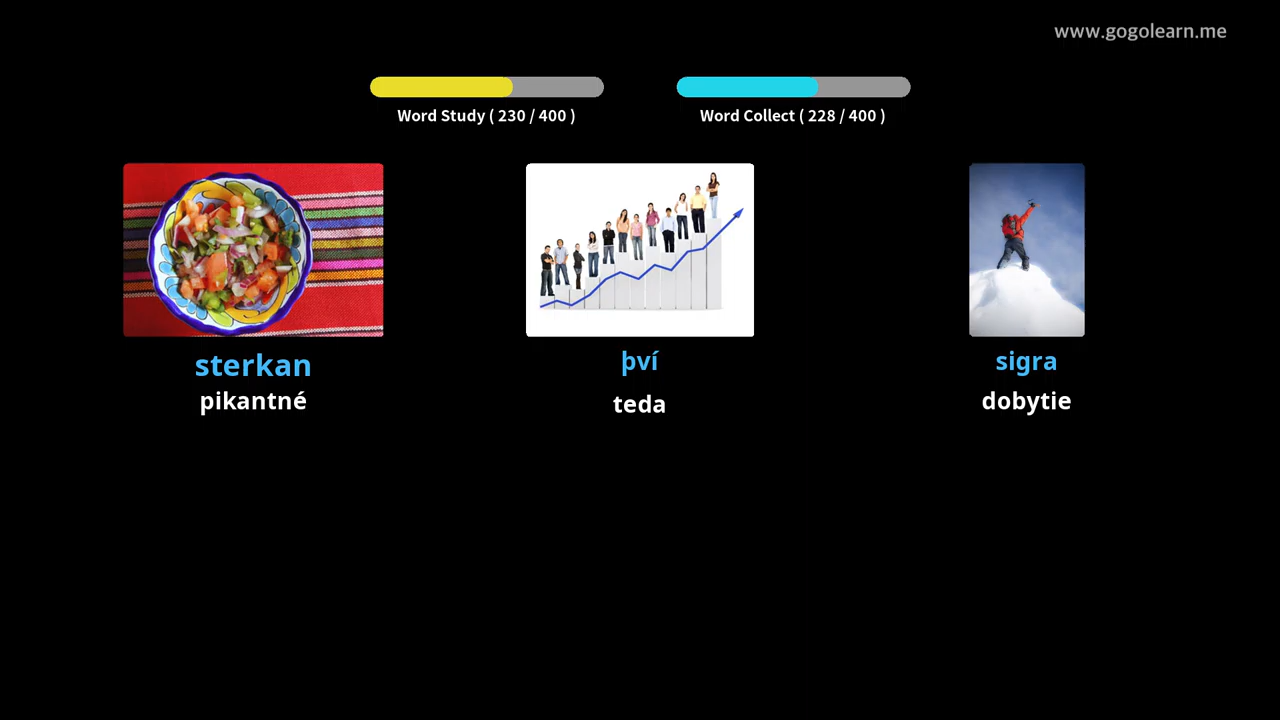 www.gogolearn.me
Word Study ( 230 / 400 )
Word Collect ( 228 / 400 )
sterkan
pikantné
því
teda
sigra
dobytie